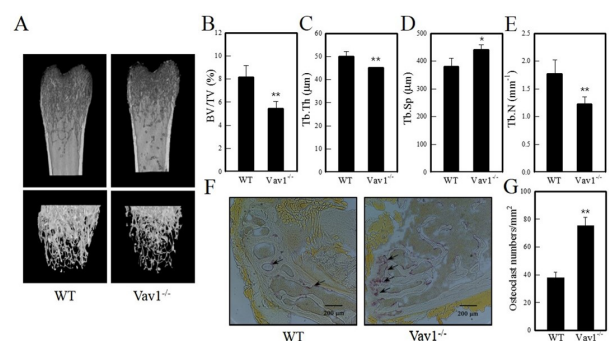 A
WT
Vav1-/-
B
BV/TV (%)
12
10
8
6
4
2
0
**
WT
Vav1-/-
C
Tb.Th (μm)
60
50
40
30
20
10
0
**
WT
Vav1-/-
D
Tb.Sp (μm)
500
400
300
200
100
0
*
WT
Vav1-/-
E
Tb.N (mm-1)
2.5
2.0
1.5
1.0
0.5
0.0
**
WT
Vav1-/-
F
200 μm
200 μm
WT
Vav1-/-
G
Osteoclast numbers/mm2
100
80
60
40
20
0
**
WT
Vav1-/-